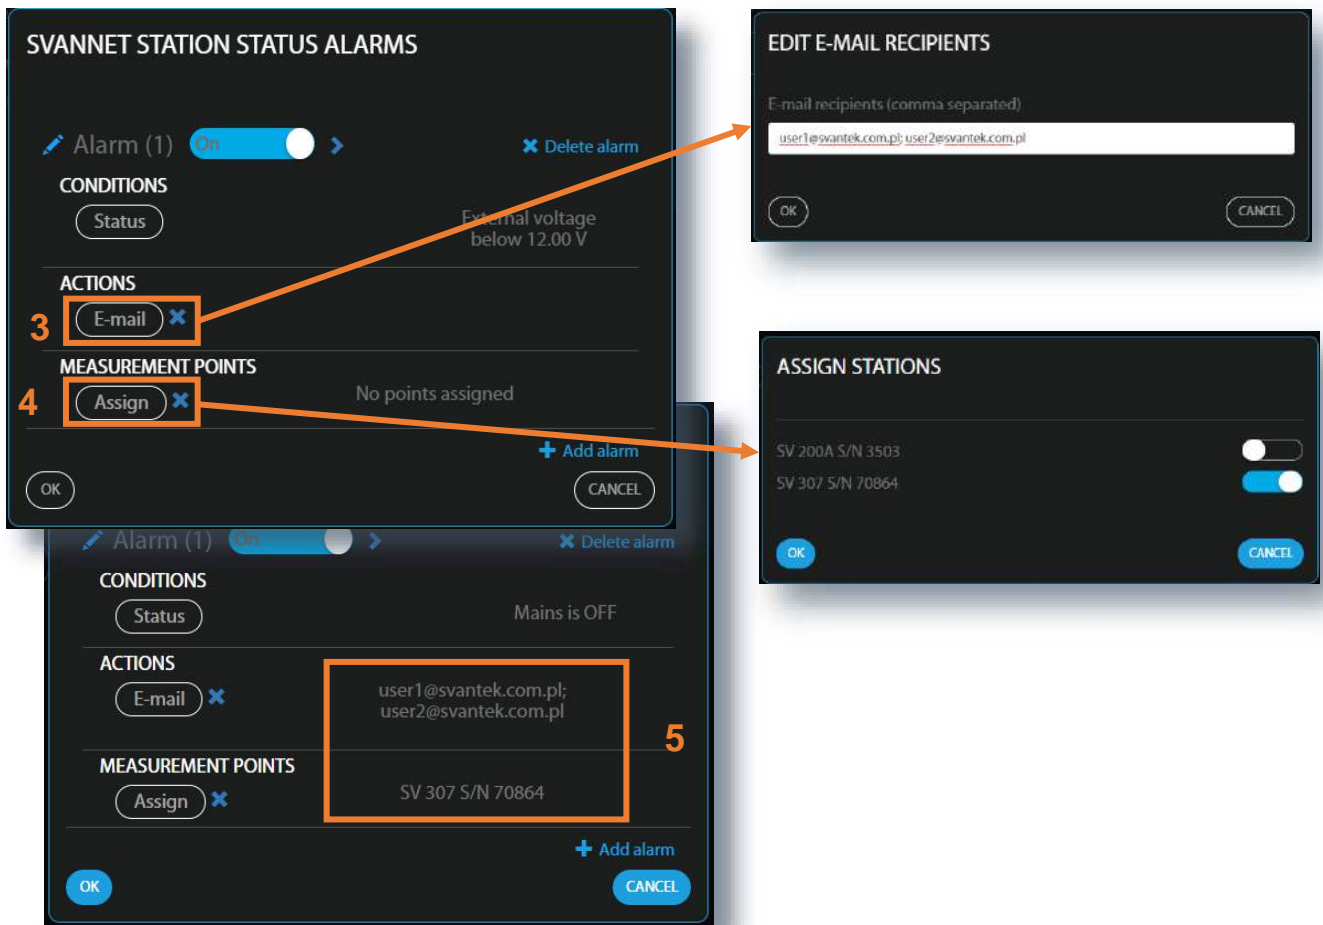 SVANNET STATION STATUS ALARMS
Alarm (1) On
Delete alarm
CONDITIONS
Status
External voltage
below 12.00 V
ACTIONS
3
E-mail
MEASUREMENT POINTS
4
Assign
No points assigned
Add alarm
OK
CANCEL
EDIT E-MAIL RECIPIENTS
E-mail recipients (comma separated)
user1@svantek.com.pl; user2@svantek.com.pl
OK
CANCEL
ASSIGN STATIONS
SV 200A S/N 3503
SV 307 S/N 70864
OK
CANCEL
Alarm (1) On
Delete alarm
CONDITIONS
Status
Mains is OFF
ACTIONS
E-mail
user1@svantek.com.pl;
user2@svantek.com.pl
5
MEASUREMENT POINTS
Assign
SV 307 S/N 70864
Add alarm
OK
CANCEL